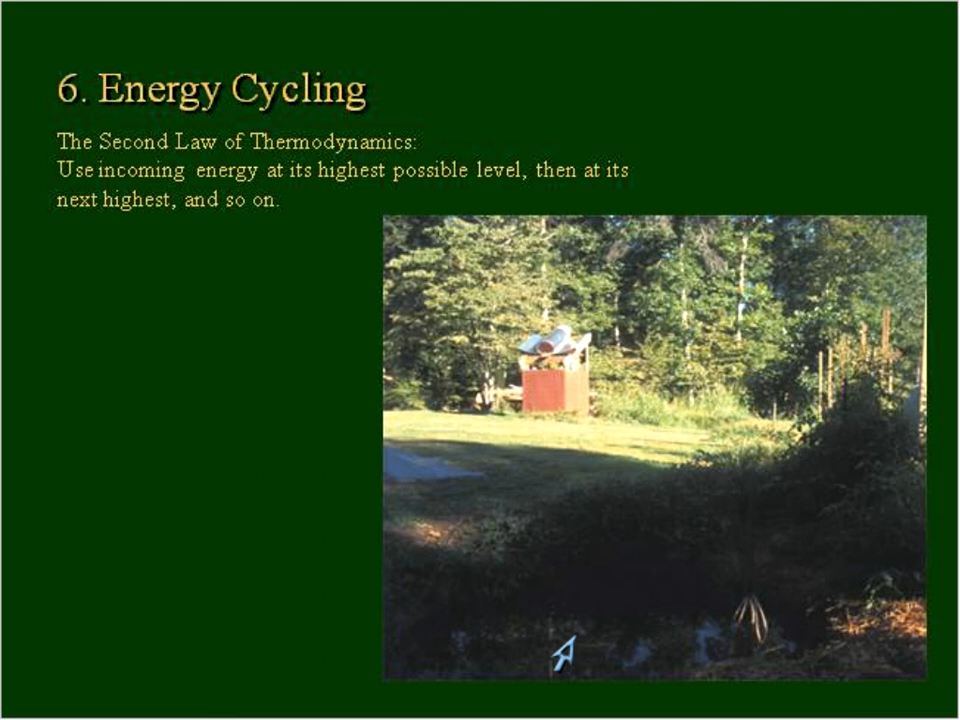 6. Energy Cycling
The Second Law of Thermodynamics:
Use incoming energy at its highest possible level, then at its
next highest, and so on.